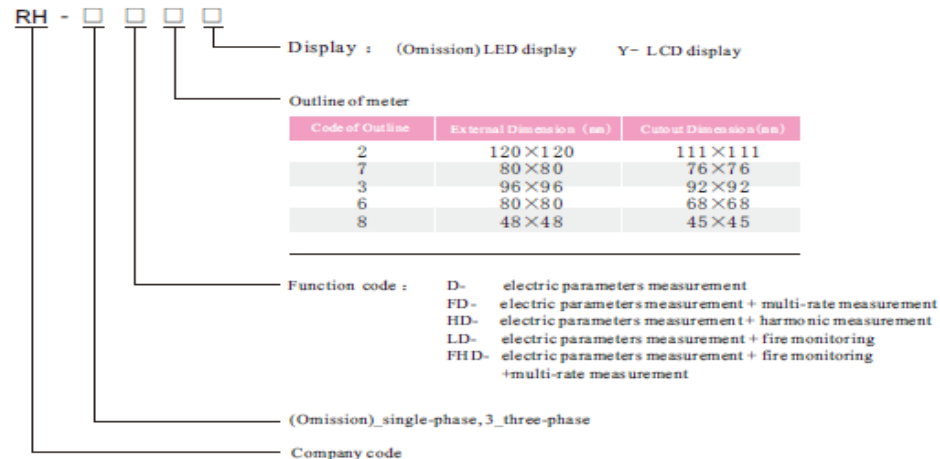 RH - □ □ □ □
Display : (Omission) LED display Y- LCD display
Outline of meter
Code of Outline External Dimension (mm) Cutout Dimension(mm)
2 120×120 111×111
7 80×80 76×76
3 96×96 92×92
6 80×80 68×68
8 48×48 45×45
Function code : D- electric parameters measurement
FD- electric parameters measurement + multi-rate measurement
HD- electric parameters measurement+ harmonic measurement
LD- electric parameters measurement + fire monitoring
FHD- electric parameters measurement + fire monitoring
+multi-rate measurement
(Omission)_single-phase,3_three-phase
Company code